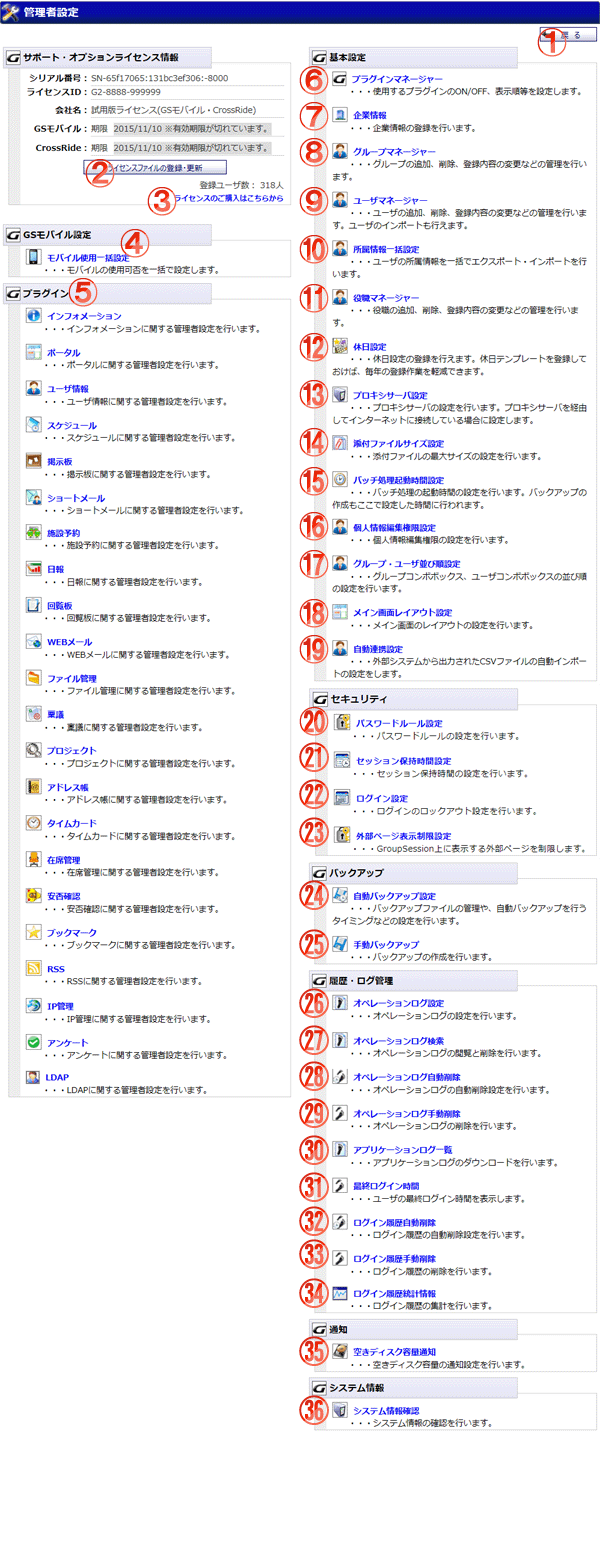 管理者設定
① 戻る
サポート・オプションライセンス情報
シリアル番号： SN-65f17065:131bc3ef306:-8000
ライセンスID： G2-8888-999999
会社名： 試用版ライセンス(GSモバイル・CrossRide)
GSモバイル： 期限 2015/11/10 ※有効期限が切れています。
CrossRide： 期限 2015/11/10 ※有効期限が切れています。
② ライセンスファイルの登録・更新
登録ユーザ数： 318人
③ ライセンスのご購入はこちらから
GSモバイル設定
④
モバイル使用一括設定
・・・モバイルの使用可否を一括で設定します。
プラグイン ⑤
インフォメーション
・・・インフォメーションに関する管理者設定を行います。
ポータル
・・・ポータルに関する管理者設定を行います。
ユーザ情報
・・・ユーザ情報に関する管理者設定を行います。
スケジュール
・・・スケジュールに関する管理者設定を行います。
掲示板
・・・掲示板に関する管理者設定を行います。
ショートメール
・・・ショートメールに関する管理者設定を行います。
施設予約
・・・施設予約に関する管理者設定を行います。
日報
・・・日報に関する管理者設定を行います。
回覧板
・・・回覧板に関する管理者設定を行います。
WEBメール
・・・WEBメールに関する管理者設定を行います。
ファイル管理
・・・ファイル管理に関する管理者設定を行います。
稟議
・・・稟議に関する管理者設定を行います。
プロジェクト
・・・プロジェクトに関する管理者設定を行います。
アドレス帳
・・・アドレス帳に関する管理者設定を行います。
タイムカード
・・・タイムカードに関する管理者設定を行います。
在席管理
・・・在席管理に関する管理者設定を行います。
安否確認
・・・安否確認に関する管理者設定を行います。
ブックマーク
・・・ブックマークに関する管理者設定を行います。
RSS
・・・RSSに関する管理者設定を行います。
IP管理
・・・IP管理に関する管理者設定を行います。
アンケート
・・・アンケートに関する管理者設定を行います。
LDAP
・・・LDAPに関する管理者設定を行います。
基本設定
⑥ プラグインマネージャー
・・・使用するプラグインのON/OFF、表示順等を設定します。
⑦ 企業情報
・・・企業情報の登録を行います。
⑧ グループマネージャー
・・・グループの追加、削除、登録内容の変更などの管理を行い
ます。
⑨ ユーザマネージャー
・・・ユーザの追加、削除、登録内容の変更などの管理を行いま
す。ユーザのインポートも行えます。
⑩ 所属情報一括設定
・・・ユーザの所属情報を一括でエクスポート・インポートを行
います。
⑪ 役職マネージャー
・・・役職の追加、削除、登録内容の変更などの管理を行いま
す。
⑫ 休日設定
・・・休日設定の登録を行えます。休日テンプレートを登録して
おけば、毎年の登録作業を軽減できます。
⑬ プロキシサーバ設定
・・・プロキシサーバの設定を行います。プロキシサーバを経由
してインターネットに接続している場合に設定します。
⑭ 添付ファイルサイズ設定
・・・添付ファイルの最大サイズの設定を行います。
⑮ バッチ処理起動時間設定
・・・バッチ処理の起動時間の設定を行います。バックアップの
作成もここで設定した時間に行われます。
⑯ 個人情報編集権限設定
・・・個人情報編集権限の設定を行います。
⑰ グループ・ユーザ並び順設定
・・・グループコンボボックス、ユーザコンボボックスの並び順
の設定を行います。
⑱ メイン画面レイアウト設定
・・・メイン画面のレイアウトの設定を行います。
⑲ 自動連携設定
・・・外部システムから出力されたCSVファイルの自動インポー
トの設定をします。
セキュリティ
⑳ パスワードルール設定
・・・パスワードルールの設定を行います。
㉑ セッション保持時間設定
・・・セッション保持時間の設定を行います。
㉒ ログイン設定
・・・ログインのロックアウト設定を行います。
㉓ 外部ページ表示制限設定
・・・GroupSession上に表示する外部ページを制限します。
バックアップ
㉔ 自動バックアップ設定
・・・バックアップファイルの管理や、自動バックアップを行う
タイミングなどの設定を行います。
㉕ 手動バックアップ
・・・バックアップの作成を行います。
履歴・ログ管理
㉖ オペレーションログ設定
・・・オペレーションログの設定を行います。
㉗ オペレーションログ検索
・・・オペレーションログの閲覧と削除を行います。
㉘ オペレーションログ自動削除
・・・オペレーションログの自動削除設定を行います。
㉙ オペレーションログ手動削除
・・・オペレーションログの削除を行います。
㉚ アプリケーションログ一覧
・・・アプリケーションログのダウンロードを行います。
㉛ 最終ログイン時間
・・・ユーザの最終ログイン時間を表示します。
㉜ ログイン履歴自動削除
・・・ログイン履歴の自動削除設定を行います。
㉝ ログイン履歴手動削除
・・・ログイン履歴の削除を行います。
㉞ ログイン履歴統計情報
・・・ログイン履歴の集計を行います。
通知
㉟ 空きディスク容量通知
・・・空きディスク容量の通知設定を行います。
システム情報
㊱ システム情報確認
・・・システム情報の確認を行います。